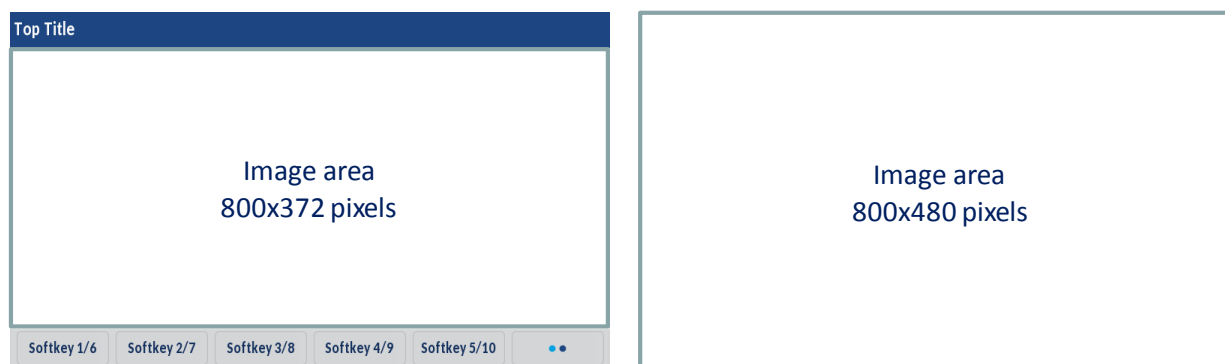 Top Title
Image area
800x372 pixels
Softkey 1/6 Softkey 2/7 Softkey 3/8 Softkey 4/9 Softkey 5/10
Image area
800x480 pixels